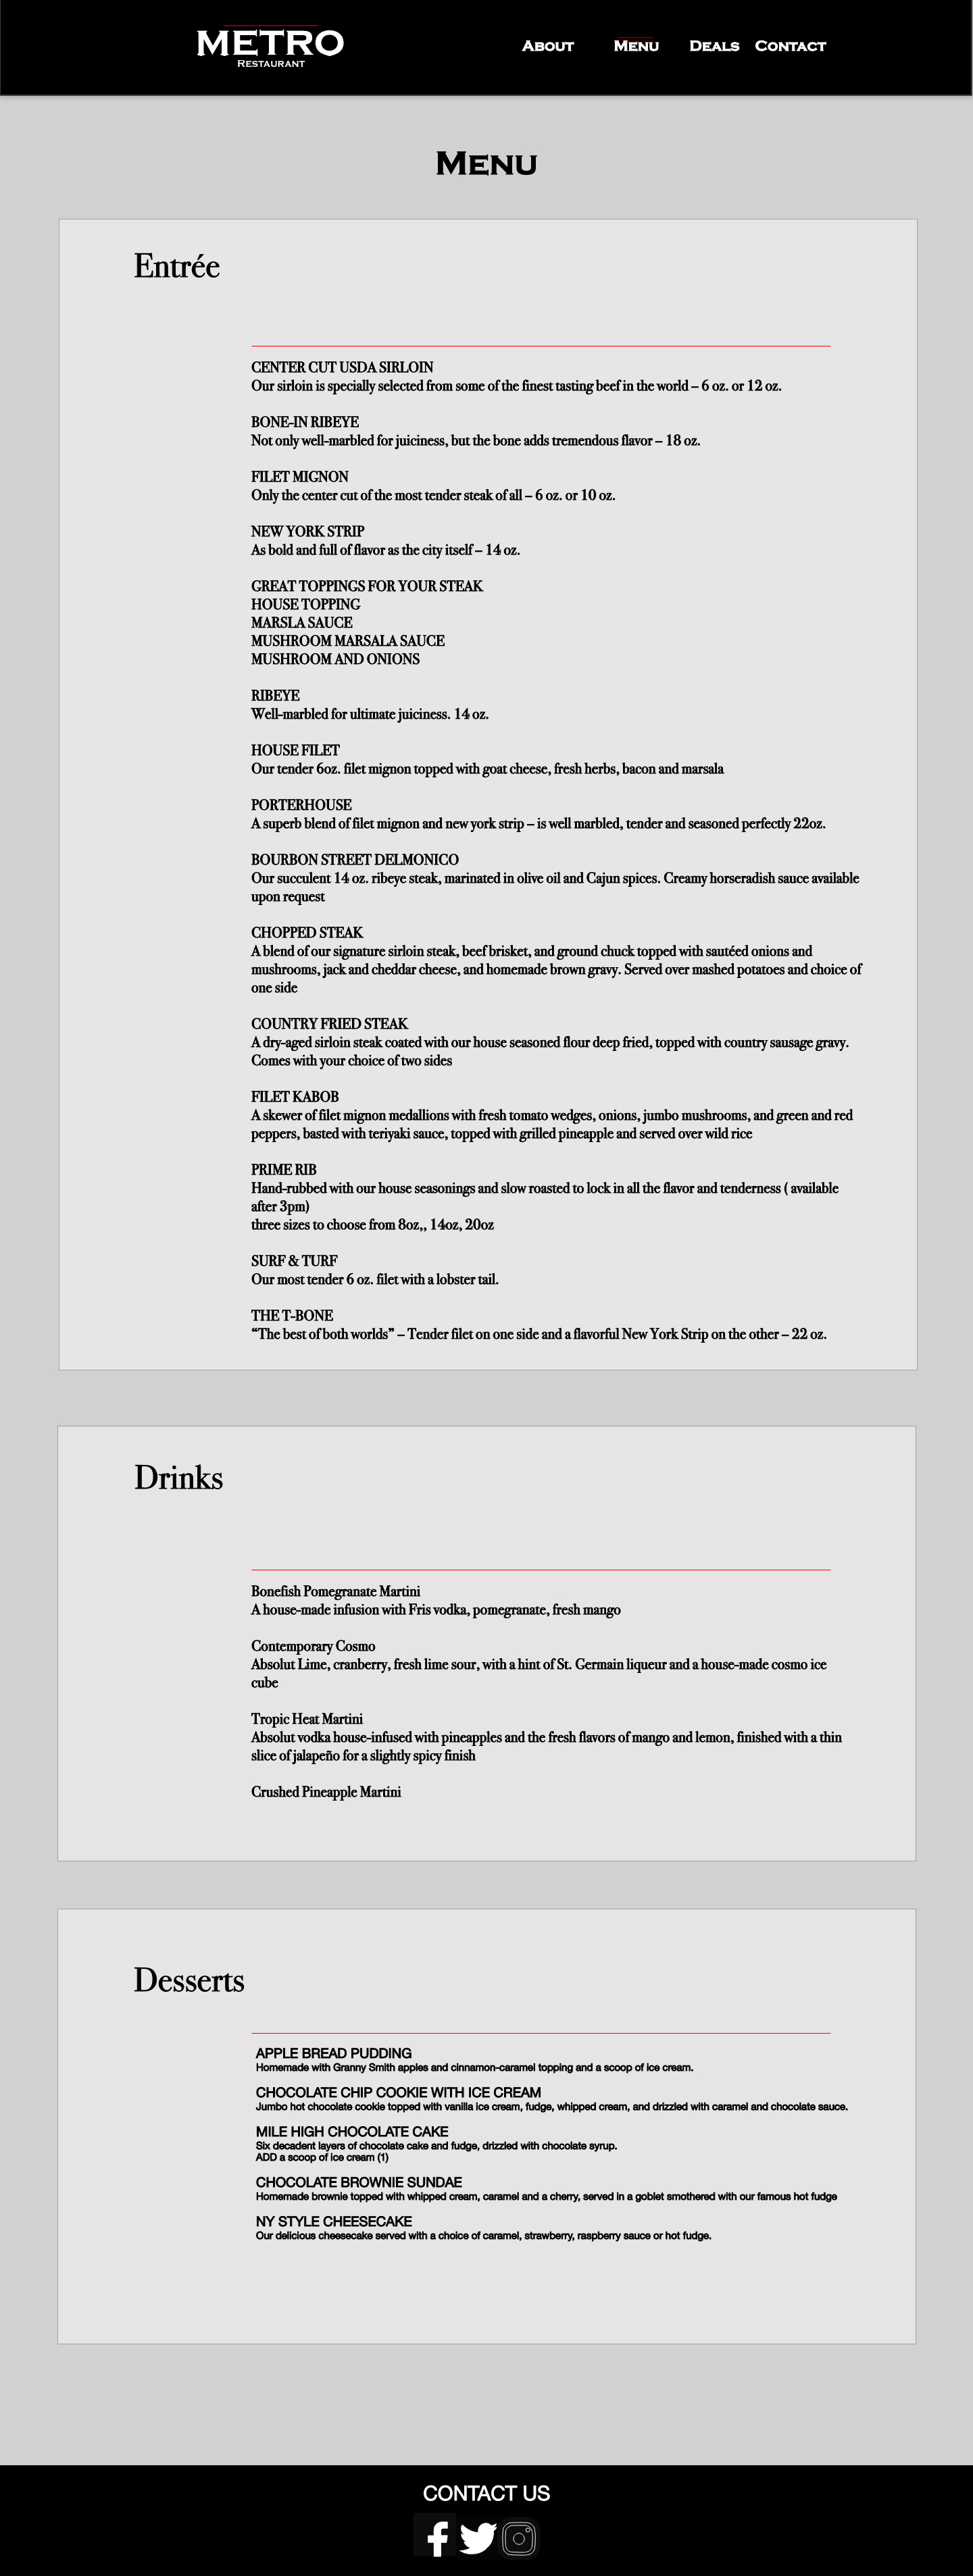 METRO
Restaurant
About Menu Deals Contact
Menu
Entrée
CENTER CUT USDA SIRLOIN
Our sirloin is specially selected from some of the finest tasting beef in the world – 6 oz. or 12 oz.
BONE-IN RIBEYE
Not only well-marbled for juiciness, but the bone adds tremendous flavor – 18 oz.
FILET MIGNON
Only the center cut of the most tender steak of all – 6 oz. or 10 oz.
NEW YORK STRIP
As bold and full of flavor as the city itself – 14 oz.
GREAT TOPPINGS FOR YOUR STEAK
HOUSE TOPPING
MARSLA SAUCE
MUSHROOM MARSALA SAUCE
MUSHROOM AND ONIONS
RIBEYE
Well-marbled for ultimate juiciness. 14 oz.
HOUSE FILET
Our tender 6oz. filet mignon topped with goat cheese, fresh herbs, bacon and marsala
PORTERHOUSE
A superb blend of filet mignon and new york strip – is well marbled, tender and seasoned perfectly 22oz.
BOURBON STREET DELMONICO
Our succulent 14 oz. ribeye steak, marinated in olive oil and Cajun spices. Creamy horseradish sauce available
upon request
CHOPPED STEAK
A blend of our signature sirloin steak, beef brisket, and ground chuck topped with sautéed onions and
mushrooms, jack and cheddar cheese, and homemade brown gravy. Served over mashed potatoes and choice of
one side
COUNTRY FRIED STEAK
A dry-aged sirloin steak coated with our house seasoned flour deep fried, topped with country sausage gravy.
Comes with your choice of two sides
FILET KABOB
A skewer of filet mignon medallions with fresh tomato wedges, onions, jumbo mushrooms, and green and red
peppers, basted with teriyaki sauce, topped with grilled pineapple and served over wild rice
PRIME RIB
Hand-rubbed with our house seasonings and slow roasted to lock in all the flavor and tenderness ( available
after 3pm)
three sizes to choose from 8oz,, 14oz, 20oz
SURF & TURF
Our most tender 6 oz. filet with a lobster tail.
THE T-BONE
“The best of both worlds” – Tender filet on one side and a flavorful New York Strip on the other – 22 oz.
Drinks
Bonefish Pomegranate Martini
A house-made infusion with Fris vodka, pomegranate, fresh mango
Contemporary Cosmo
Absolut Lime, cranberry, fresh lime sour, with a hint of St. Germain liqueur and a house-made cosmo ice
cube
Tropic Heat Martini
Absolut vodka house-infused with pineapples and the fresh flavors of mango and lemon, finished with a thin
slice of jalapeño for a slightly spicy finish
Crushed Pineapple Martini
Desserts
APPLE BREAD PUDDING
Homemade with Granny Smith apples and cinnamon-caramel topping and a scoop of ice cream.
CHOCOLATE CHIP COOKIE WITH ICE CREAM
Jumbo hot chocolate cookie topped with vanilla ice cream, fudge, whipped cream, and drizzled with caramel and chocolate sauce.
MILE HIGH CHOCOLATE CAKE
Six decadent layers of chocolate cake and fudge, drizzled with chocolate syrup.
ADD a scoop of ice cream (1)
CHOCOLATE BROWNIE SUNDAE
Homemade brownie topped with whipped cream, caramel and a cherry, served in a goblet smothered with our famous hot fudge
NY STYLE CHEESECAKE
Our delicious cheesecake served with a choice of caramel, strawberry, raspberry sauce or hot fudge.
CONTACT US